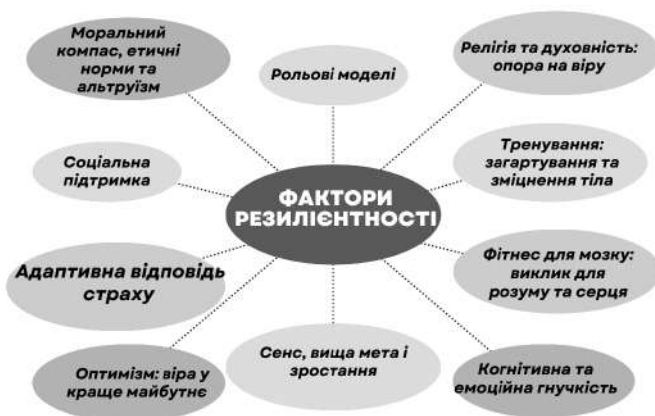 Моральний
компас, етичні
норми та
альтруїзм
Рольові моделі
Релігія та духовність:
опора на віру
Соціальна
підтримка
ФАКТОРИ
РЕЗИЛІЄНТНОСТІ
Тренування:
загартування та
зміцнення тіла
Адаптивна відповідь
страху
Фітнес для мозку:
виклик для
розуму та серця
Оптимізм: віра у
краще майбутнє
Сенс, вища мета і
зростання
Когнітивна та
емоційна гнучкість